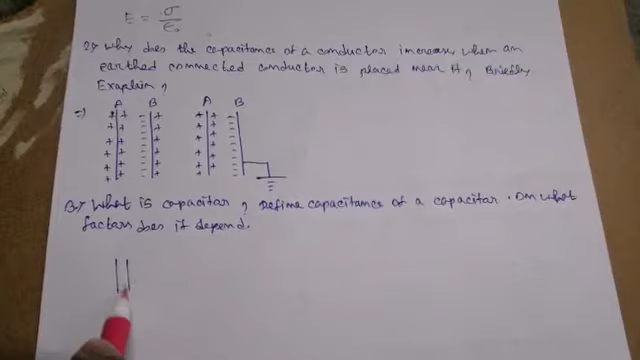 E = σ/ε₀
2) Why does the capacitance of a conductor increase, when an
earthed connected conductor is placed near it, Briefly
Exaplain,
=) A B A B
3) What is capacitor, Define capacitance of a capacitor. On what
factors does it depend.